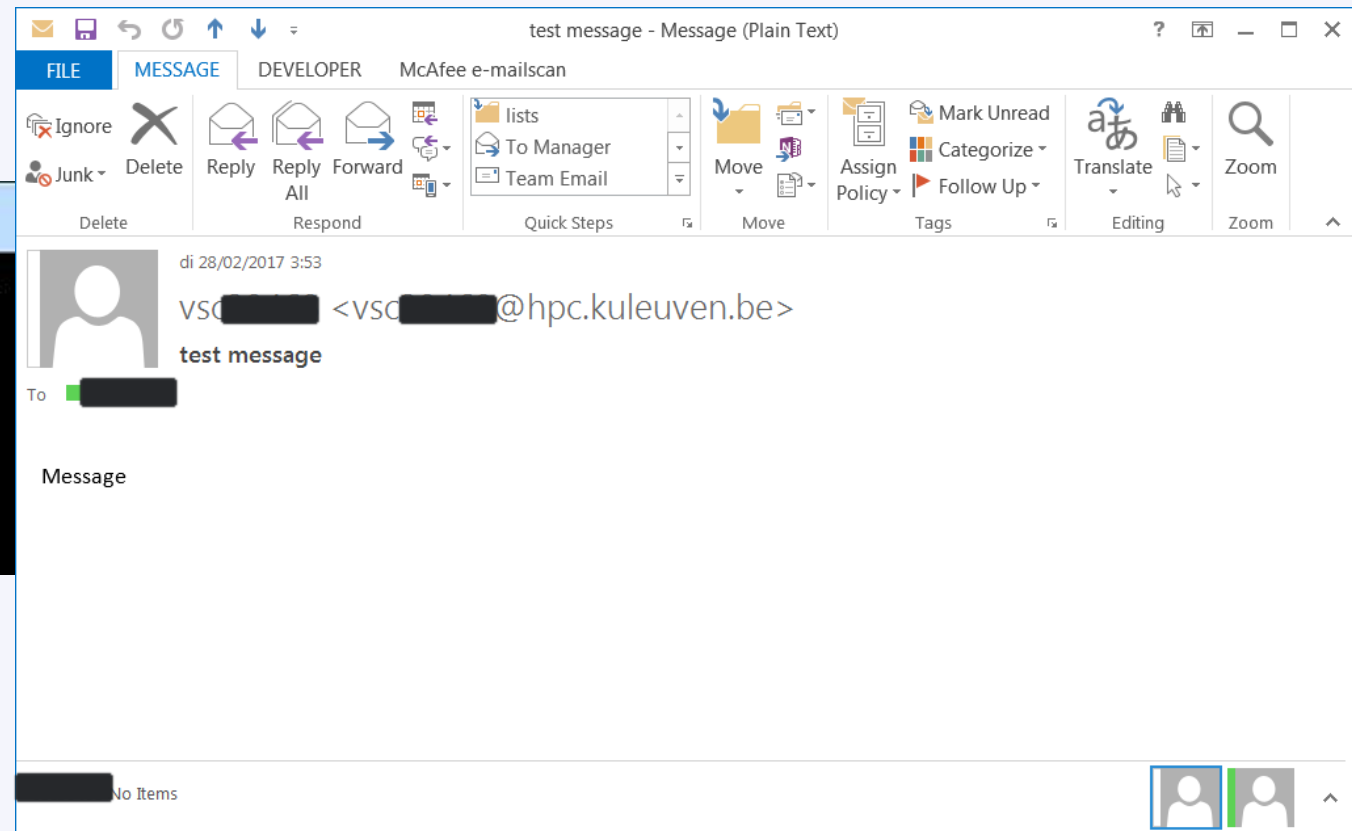 test message - Message (Plain Text)
?
FILE MESSAGE DEVELOPER McAfee e-mailscan
Ignore
Junk
Delete
Delete
Reply
Reply All
Forward
Respond
lists
To Manager
Team Email
Quick Steps
Move
Move
Assign Policy
Mark Unread
Categorize
Follow Up
Tags
aあ
Translate
Editing
Zoom
Zoom
di 28/02/2017 3:53
vsc <vsc @hpc.kuleuven.be>
test message
To
Message
No Items